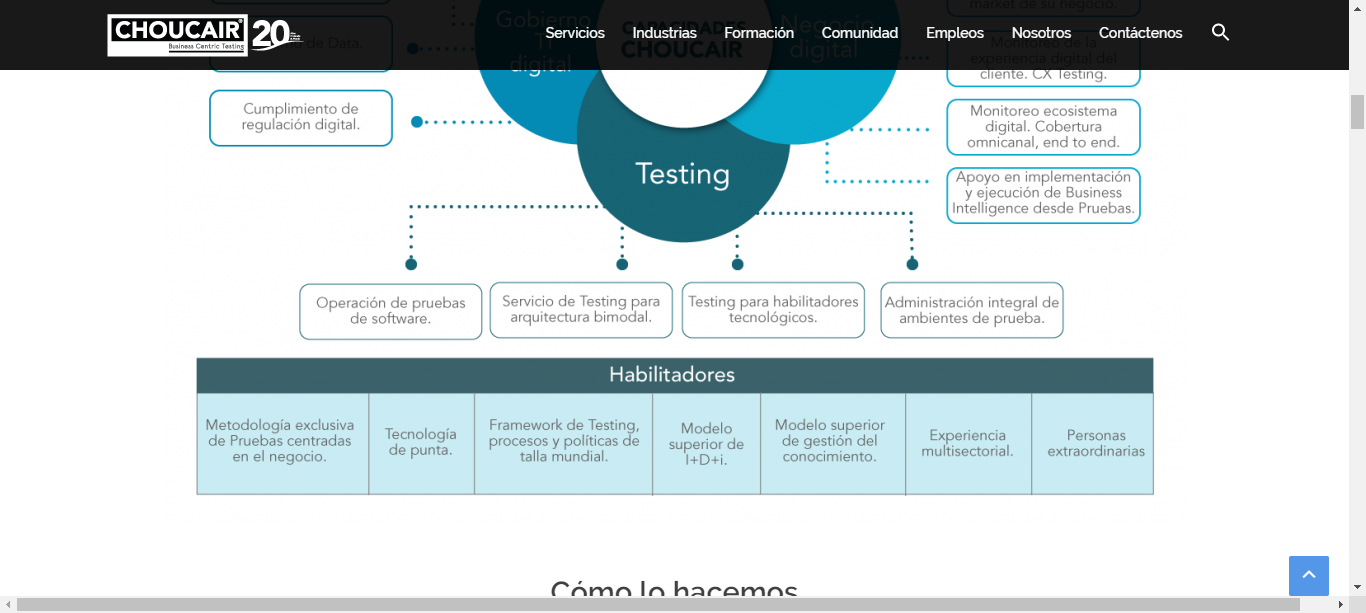 CHOUCAIR
Business Centric Testing
20
Servicios
Industrias
Formación
Comunidad
Empleos
Nosotros
Contáctenos
market de su negocio.
Gobierno
TI
digital
CAPACIDADES
CHOUCAIR
Negocio
digital
de Data.
Monitoreo de la
experiencia digital del
cliente. CX Testing.
Cumplimiento de
regulación digital.
Monitoreo ecosistema
digital. Cobertura
omnicanal, end to end.
Testing
Apoyo en implementación
y ejecución de Business
Intelligence desde Pruebas.
Operación de pruebas
de software.
Servicio de Testing para
arquitectura bimodal.
Testing para habilitadores
tecnológicos.
Administración integral de
ambientes de prueba.
Habilitadores
Metodología exclusiva
de Pruebas centradas
en el negocio.
Tecnología
de punta.
Framework de Testing,
procesos y políticas de
talla mundial.
Modelo
superior de
I+D+i.
Modelo superior
de gestión del
conocimiento.
Experiencia
multisectorial.
Personas
extraordinarias
Cómo lo hacemos